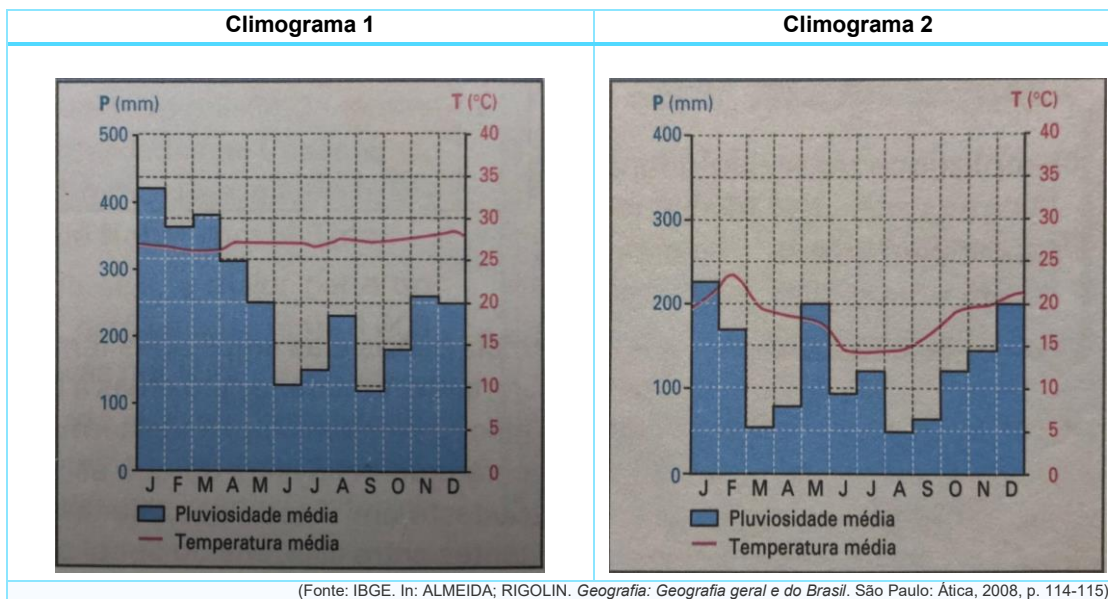 Climograma 1
Climograma 2
P (mm)
T (°C)
500
400
300
200
100
0
40
35
30
25
20
15
10
5
0
J F M A M J J A S O N D
Pluviosidade média
Temperatura média
P (mm)
T (°C)
400
300
200
100
0
40
35
30
25
20
15
10
5
0
J F M A M J J A S O N D
Pluviosidade média
Temperatura média
(Fonte: IBGE. In: ALMEIDA; RIGOLIN. Geografia: Geografia geral e do Brasil. São Paulo: Ática, 2008, p. 114-115)